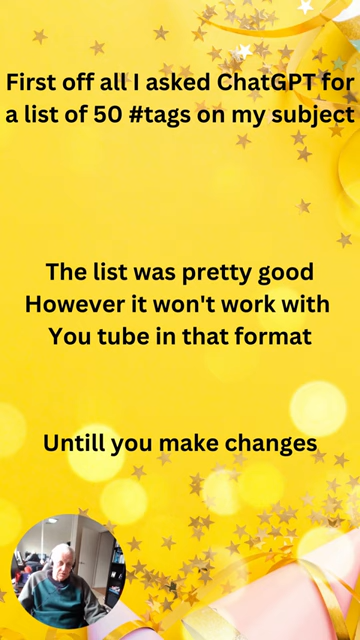 First off all I asked ChatGPT for
a list of 50 #tags on my subject
The list was pretty good
However it won't work with
You tube in that format
Untill you make changes